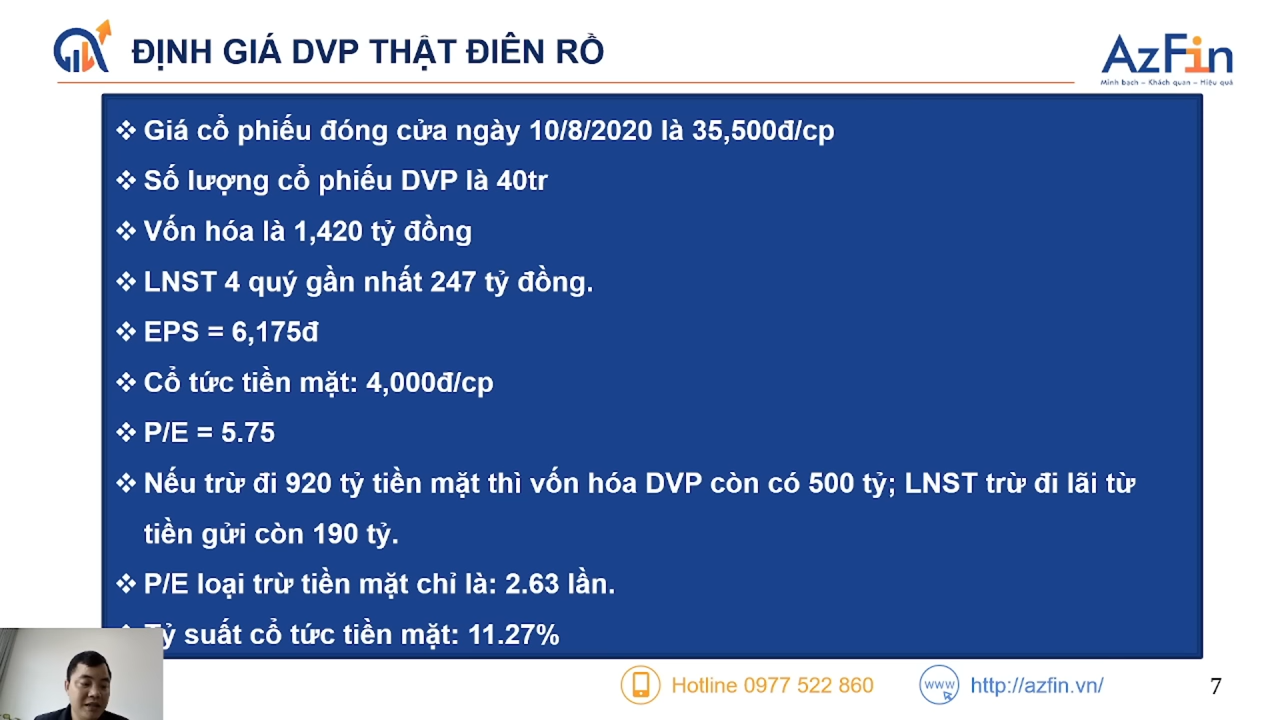 ĐỊNH GIÁ DVP THẬT ĐIÊN RỒ
AzFin
Minh bạch – Khách quan – Hiệu quả
❖ Giá cổ phiếu đóng cửa ngày 10/8/2020 là 35,500đ/cp
❖ Số lượng cổ phiếu DVP là 40tr
❖ Vốn hóa là 1,420 tỷ đồng
❖ LNST 4 quý gần nhất 247 tỷ đồng.
❖ EPS = 6,175đ
❖ Cổ tức tiền mặt: 4,000đ/cp
❖ P/E = 5.75
❖ Nếu trừ đi 920 tỷ tiền mặt thì vốn hóa DVP còn có 500 tỷ; LNST trừ đi lãi từ
tiền gửi còn 190 tỷ.
❖ P/E loại trừ tiền mặt chỉ là: 2.63 lần.
❖ Tỷ suất cổ tức tiền mặt: 11.27%
Hotline 0977 522 860
www
http://azfin.vn/
7